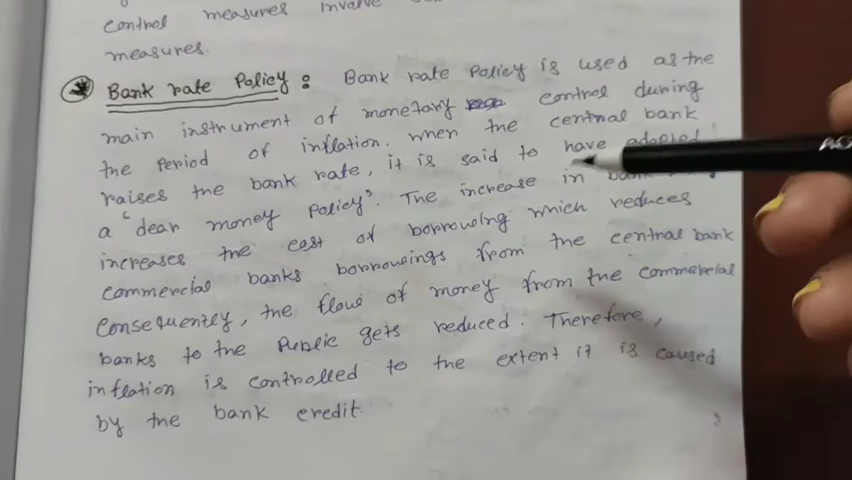 control measures involve
measures.
Bank rate Policy : Bank rate Policy is used as the
main instrument of monetary control during
the Period of inflation. When the central bank
raises the bank rate, it is said to have adopted
a 'dear money Policy'. The increase in bank
increases the cost of borrowing which reduces
commercial banks borrowings from the central bank
Consequently, the flow of money from the commercial
banks to the Public gets reduced. Therefore,
inflation is controlled to the extent it is caused
by the bank credit.